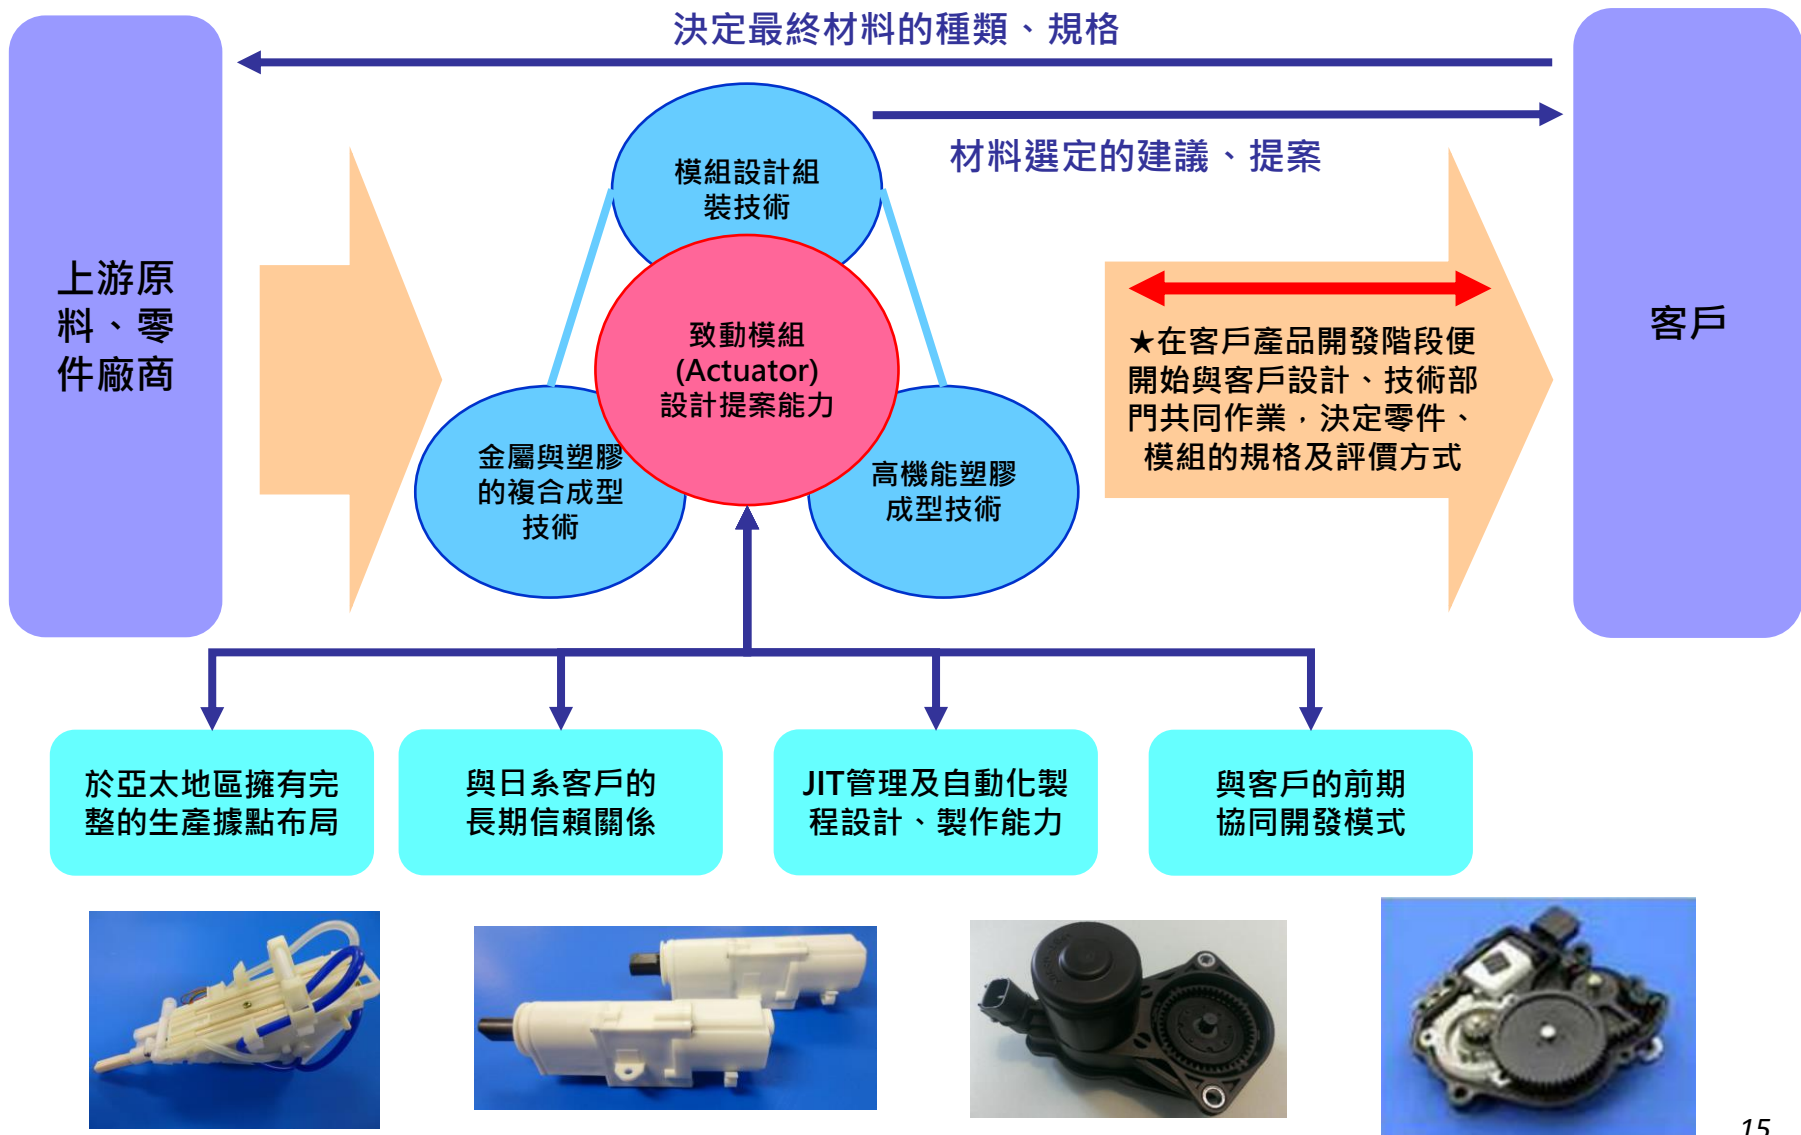 決定最終材料的種類、規格
材料選定的建議、提案
上游原
料、零
件廠商
模組設計組
裝技術
致動模組
(Actuator)
設計提案能力
金屬與塑膠
的複合成型
技術
高機能塑膠
成型技術
★在客戶產品開發階段便
開始與客戶設計、技術部
門共同作業，決定零件、
模組的規格及評價方式
客戶
於亞太地區擁有完
整的生產據點布局
與日系客戶的
長期信賴關係
JIT管理及自動化製
程設計、製作能力
與客戶的前期
協同開發模式
15